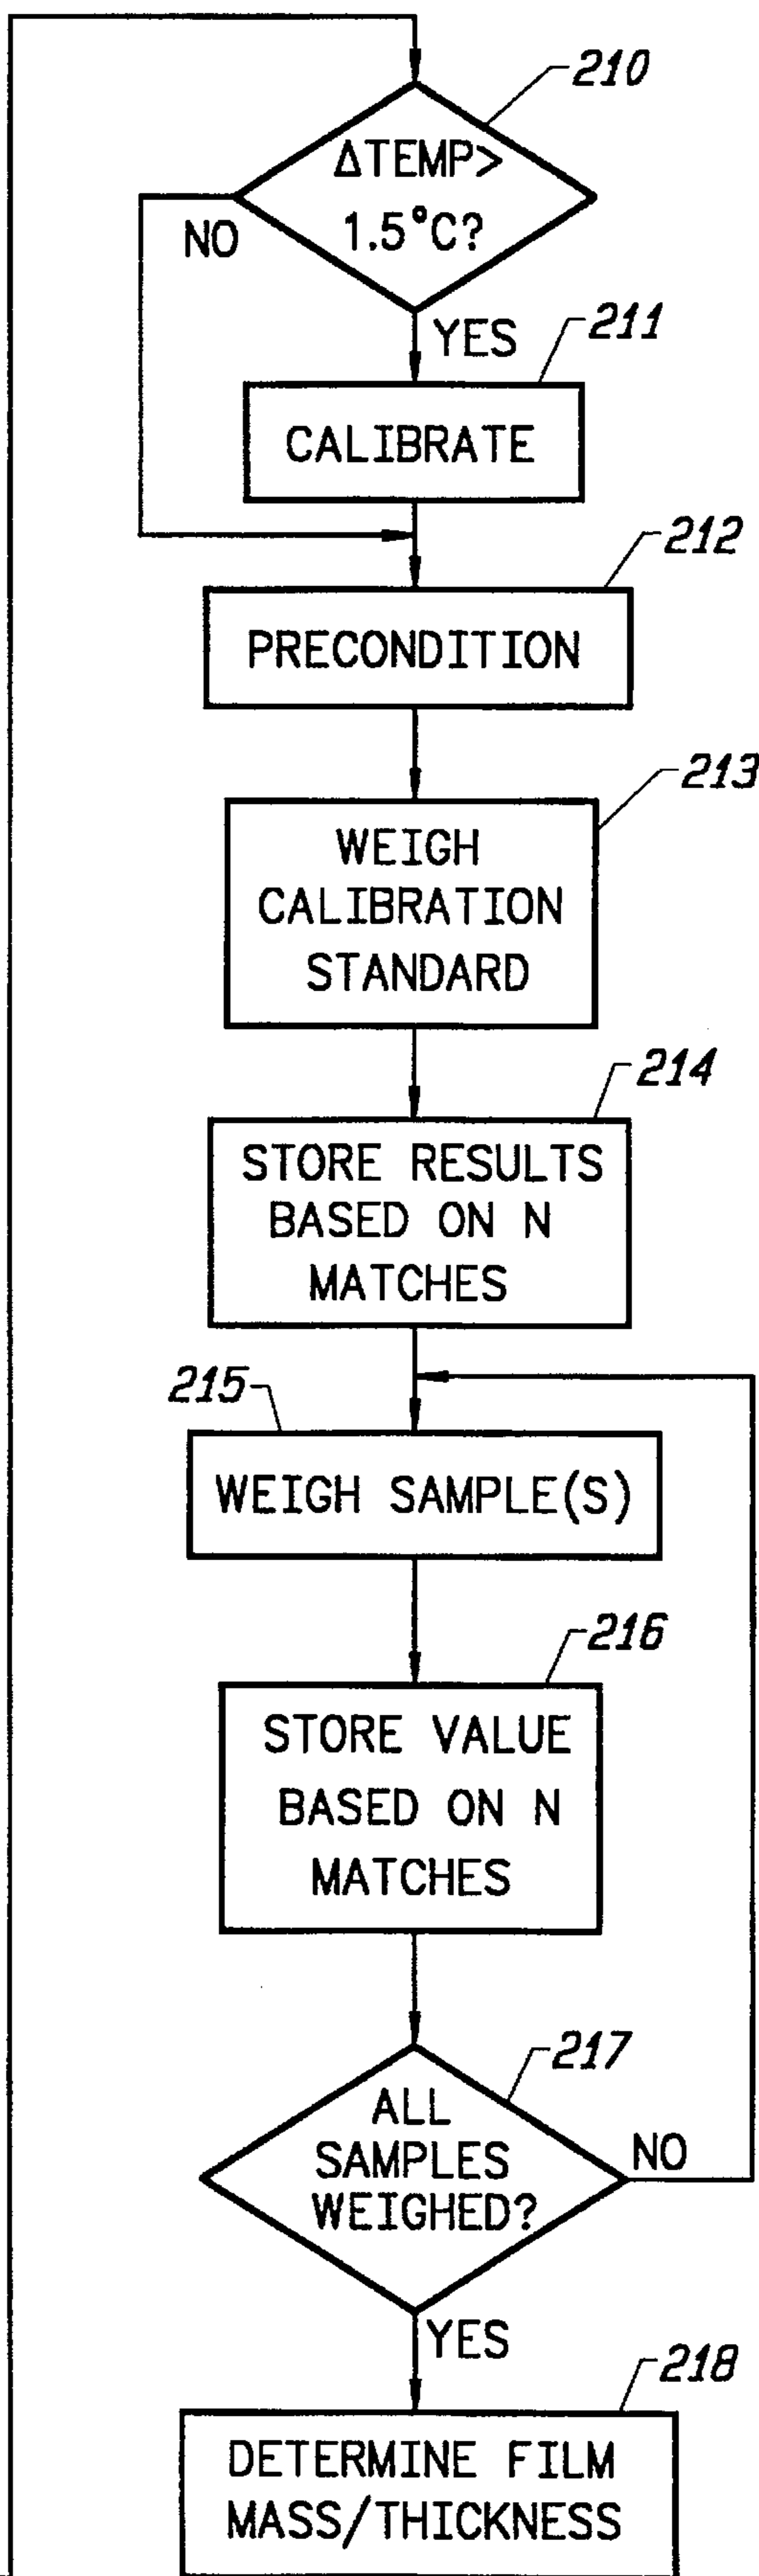 210
ΔTEMP>
1.5°C?
NO
YES
211
CALIBRATE
212
PRECONDITION
213
WEIGH
CALIBRATION
STANDARD
214
STORE RESULTS
BASED ON N
MATCHES
215
WEIGH SAMPLE(S)
216
STORE VALUE
BASED ON N
MATCHES
217
ALL
SAMPLES
WEIGHED?
NO
YES
218
DETERMINE FILM
MASS/THICKNESS